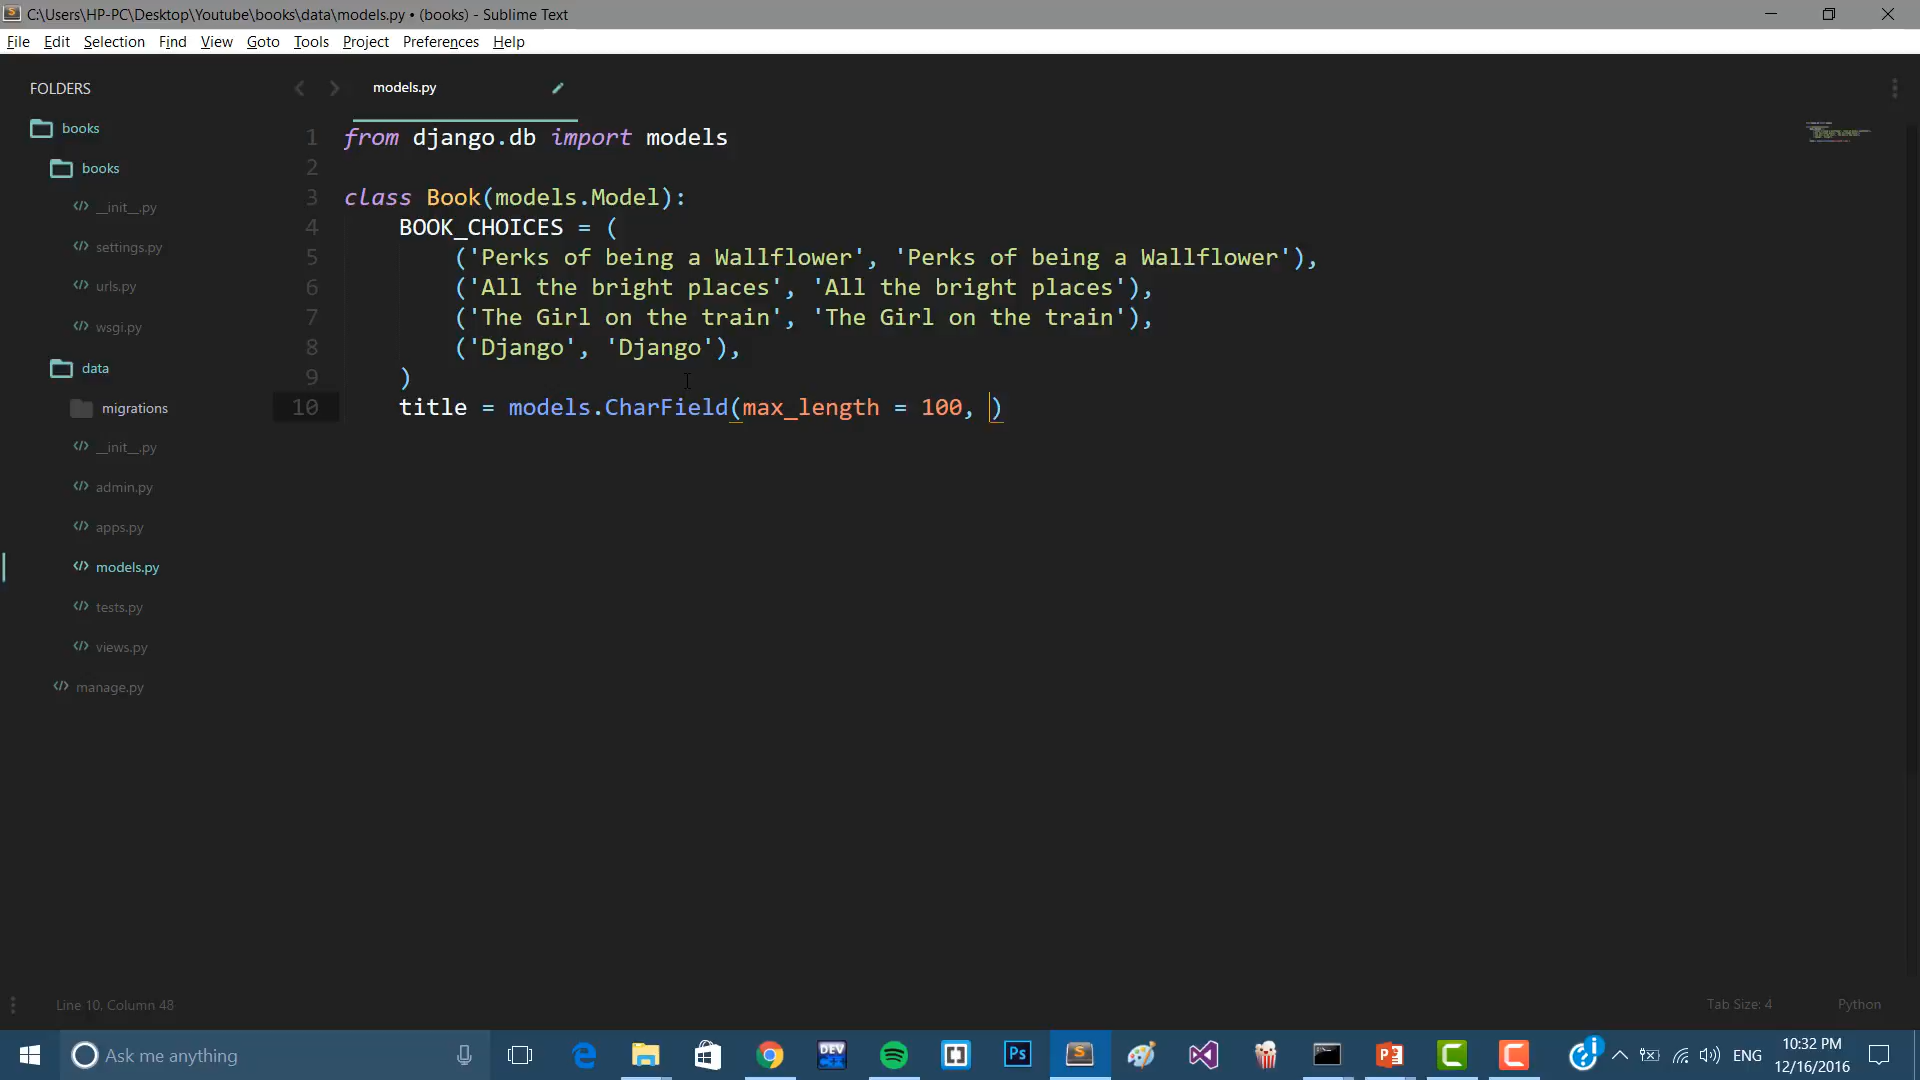 C:\Users\HP-PC\Desktop\Youtube\books\data\models.py • (books) - Sublime Text
File Edit Selection Find View Goto Tools Project Preferences Help
FOLDERS
books
books
__init__.py
settings.py
urls.py
wsgi.py
data
migrations
__init__.py
admin.py
apps.py
models.py
tests.py
views.py
manage.py
models.py
1 from django.db import models
2
3 class Book(models.Model):
4     BOOK_CHOICES = (
5         ('Perks of being a Wallflower', 'Perks of being a Wallflower'),
6         ('All the bright places', 'All the bright places'),
7         ('The Girl on the train', 'The Girl on the train'),
8         ('Django', 'Django'),
9     )
10     title = models.CharField(max_length = 100, )
Line 10, Column 48
Tab Size: 4 Python
Ask me anything
DEV
Ps
ENG
10:32 PM
12/16/2016